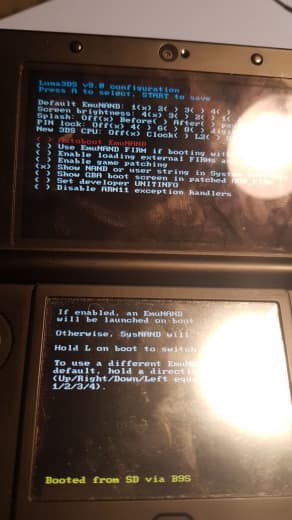 Luma3DS v9.0 configuration
Press A to select, START to save
Default EmuNAND: 1(x) 2( ) 3( ) 4( )
Screen brightness: 4(x) 3( ) 2( ) 1(
Splash: Off(x) Before( ) After( )
PIN lock: Off(x) 4( ) 6( ) 8( )
New 3DS CPU: Off(x) Clock( ) L2( )
( ) Autoboot EmuNAND
( ) Use EmuNAND FIRM if booting with
( ) Enable loading external FIRMs and
( ) Enable game patching
(x) Show NAND or user string in System
( ) Show GBA boot screen in patched
( ) Set developer UNITINFO
( ) Disable ARM11 exception handlers
If enabled, an EmuNAND
will be launched on boot
Otherwise, SysNAND will
Hold L on boot to switch
To use a different
default, hold a
(Up/Right/Down/Left
1/2/3/4).
Booted from SD via B9S